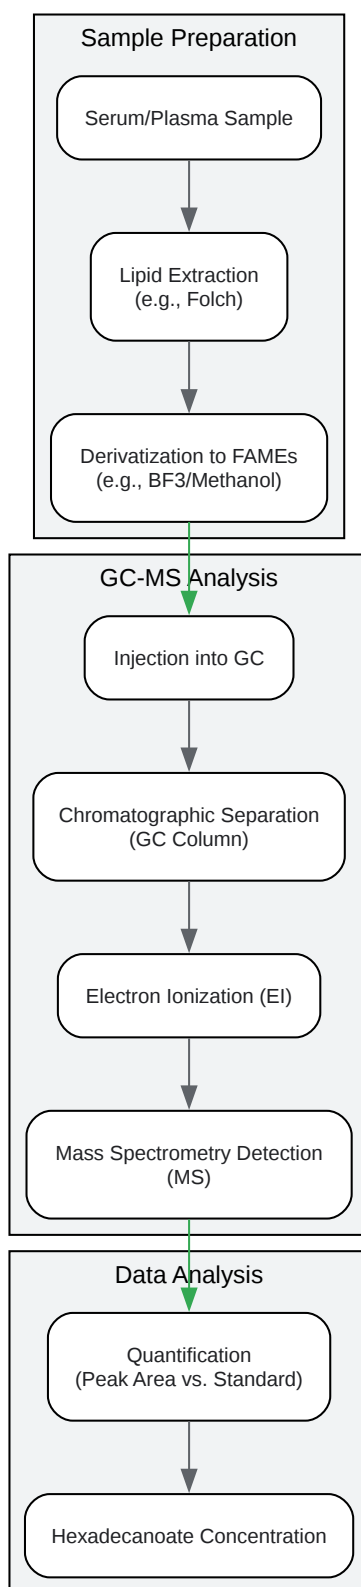 Sample Preparation
Serum/Plasma Sample
Lipid Extraction
(e.g., Folch)
Derivatization to FAMEs
(e.g., BF3/Methanol)
GC-MS Analysis
Injection into GC
Chromatographic Separation
(GC Column)
Electron Ionization (EI)
Mass Spectrometry Detection
(MS)
Data Analysis
Quantification
(Peak Area vs. Standard)
Hexadecanoate Concentration